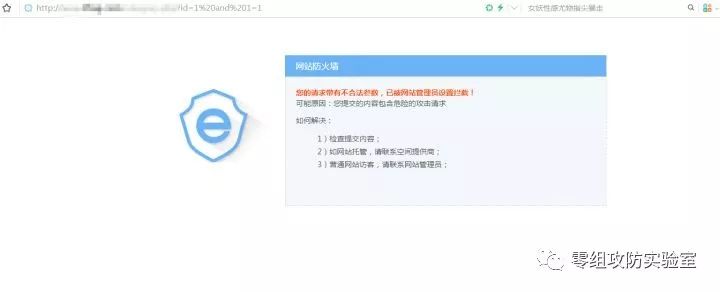 http://
?id=1%20and%201=1
女妖性感尤物指尖暴走
网站防火墙
您的请求带有不合法参数，已被网站管理员设置拦截！
可能原因：您提交的内容包含危险的攻击请求
如何解决：
1）检查提交内容；
2）如网站托管，请联系空间提供商；
3）普通网站访客，请联系网站管理员；
零组攻防实验室